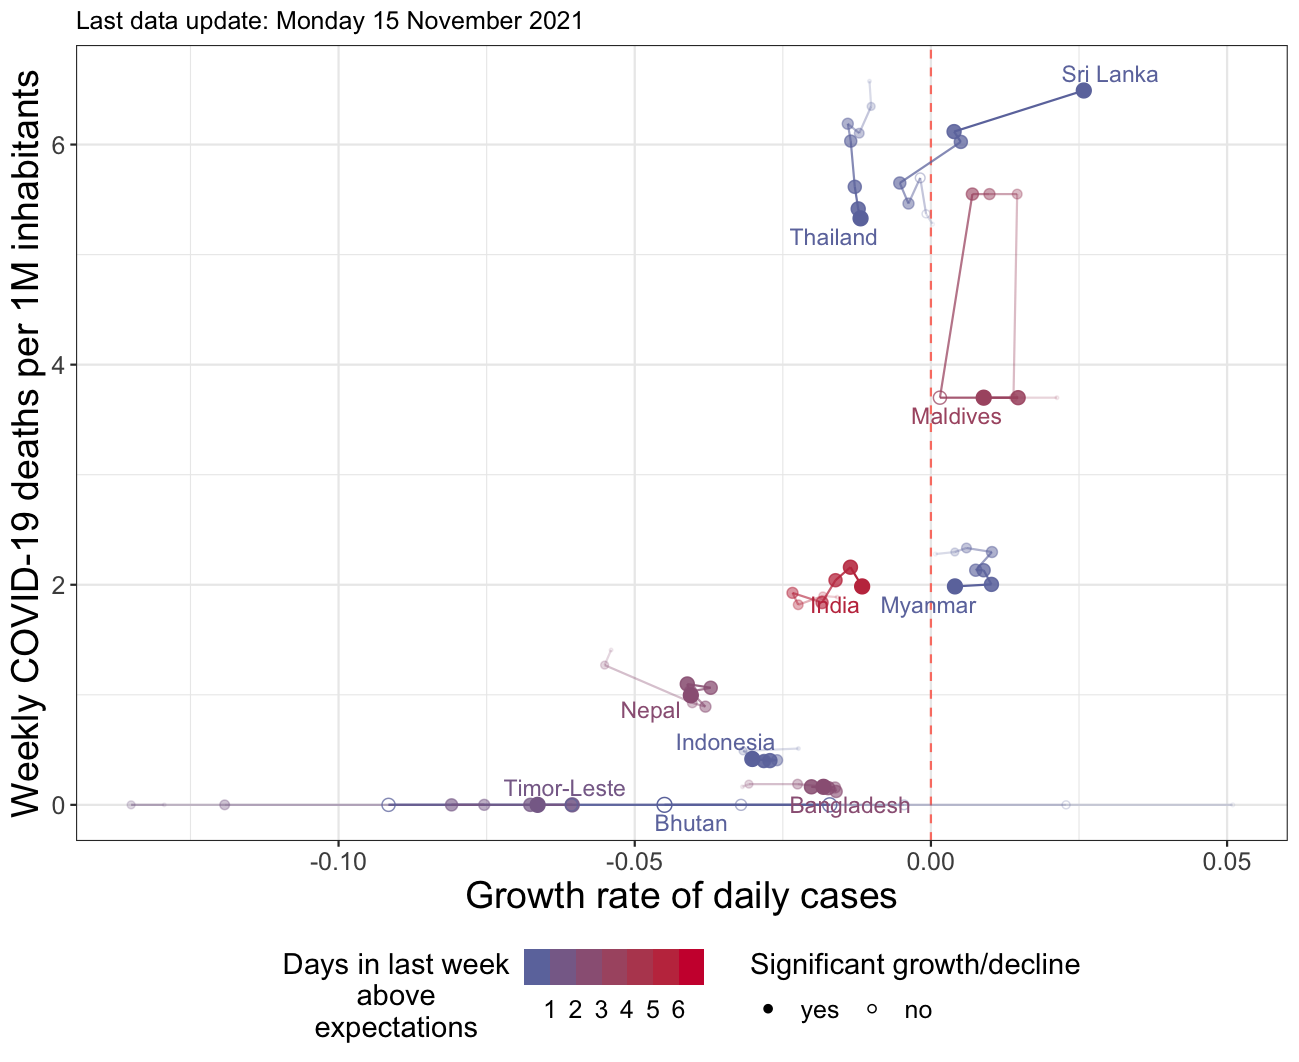 Last data update: Monday 15 November 2021
Weekly COVID-19 deaths per 1M inhabitants
6
4
2
0
Sri Lanka
Thailand
Maldives
India
Myanmar
Nepal
Indonesia
Timor-Leste
Bangladesh
Bhutan
-0.10
-0.05
0.00
0.05
Growth rate of daily cases
Days in last week
above
expectations
1 2 3 4 5 6
Significant growth/decline
yes
no